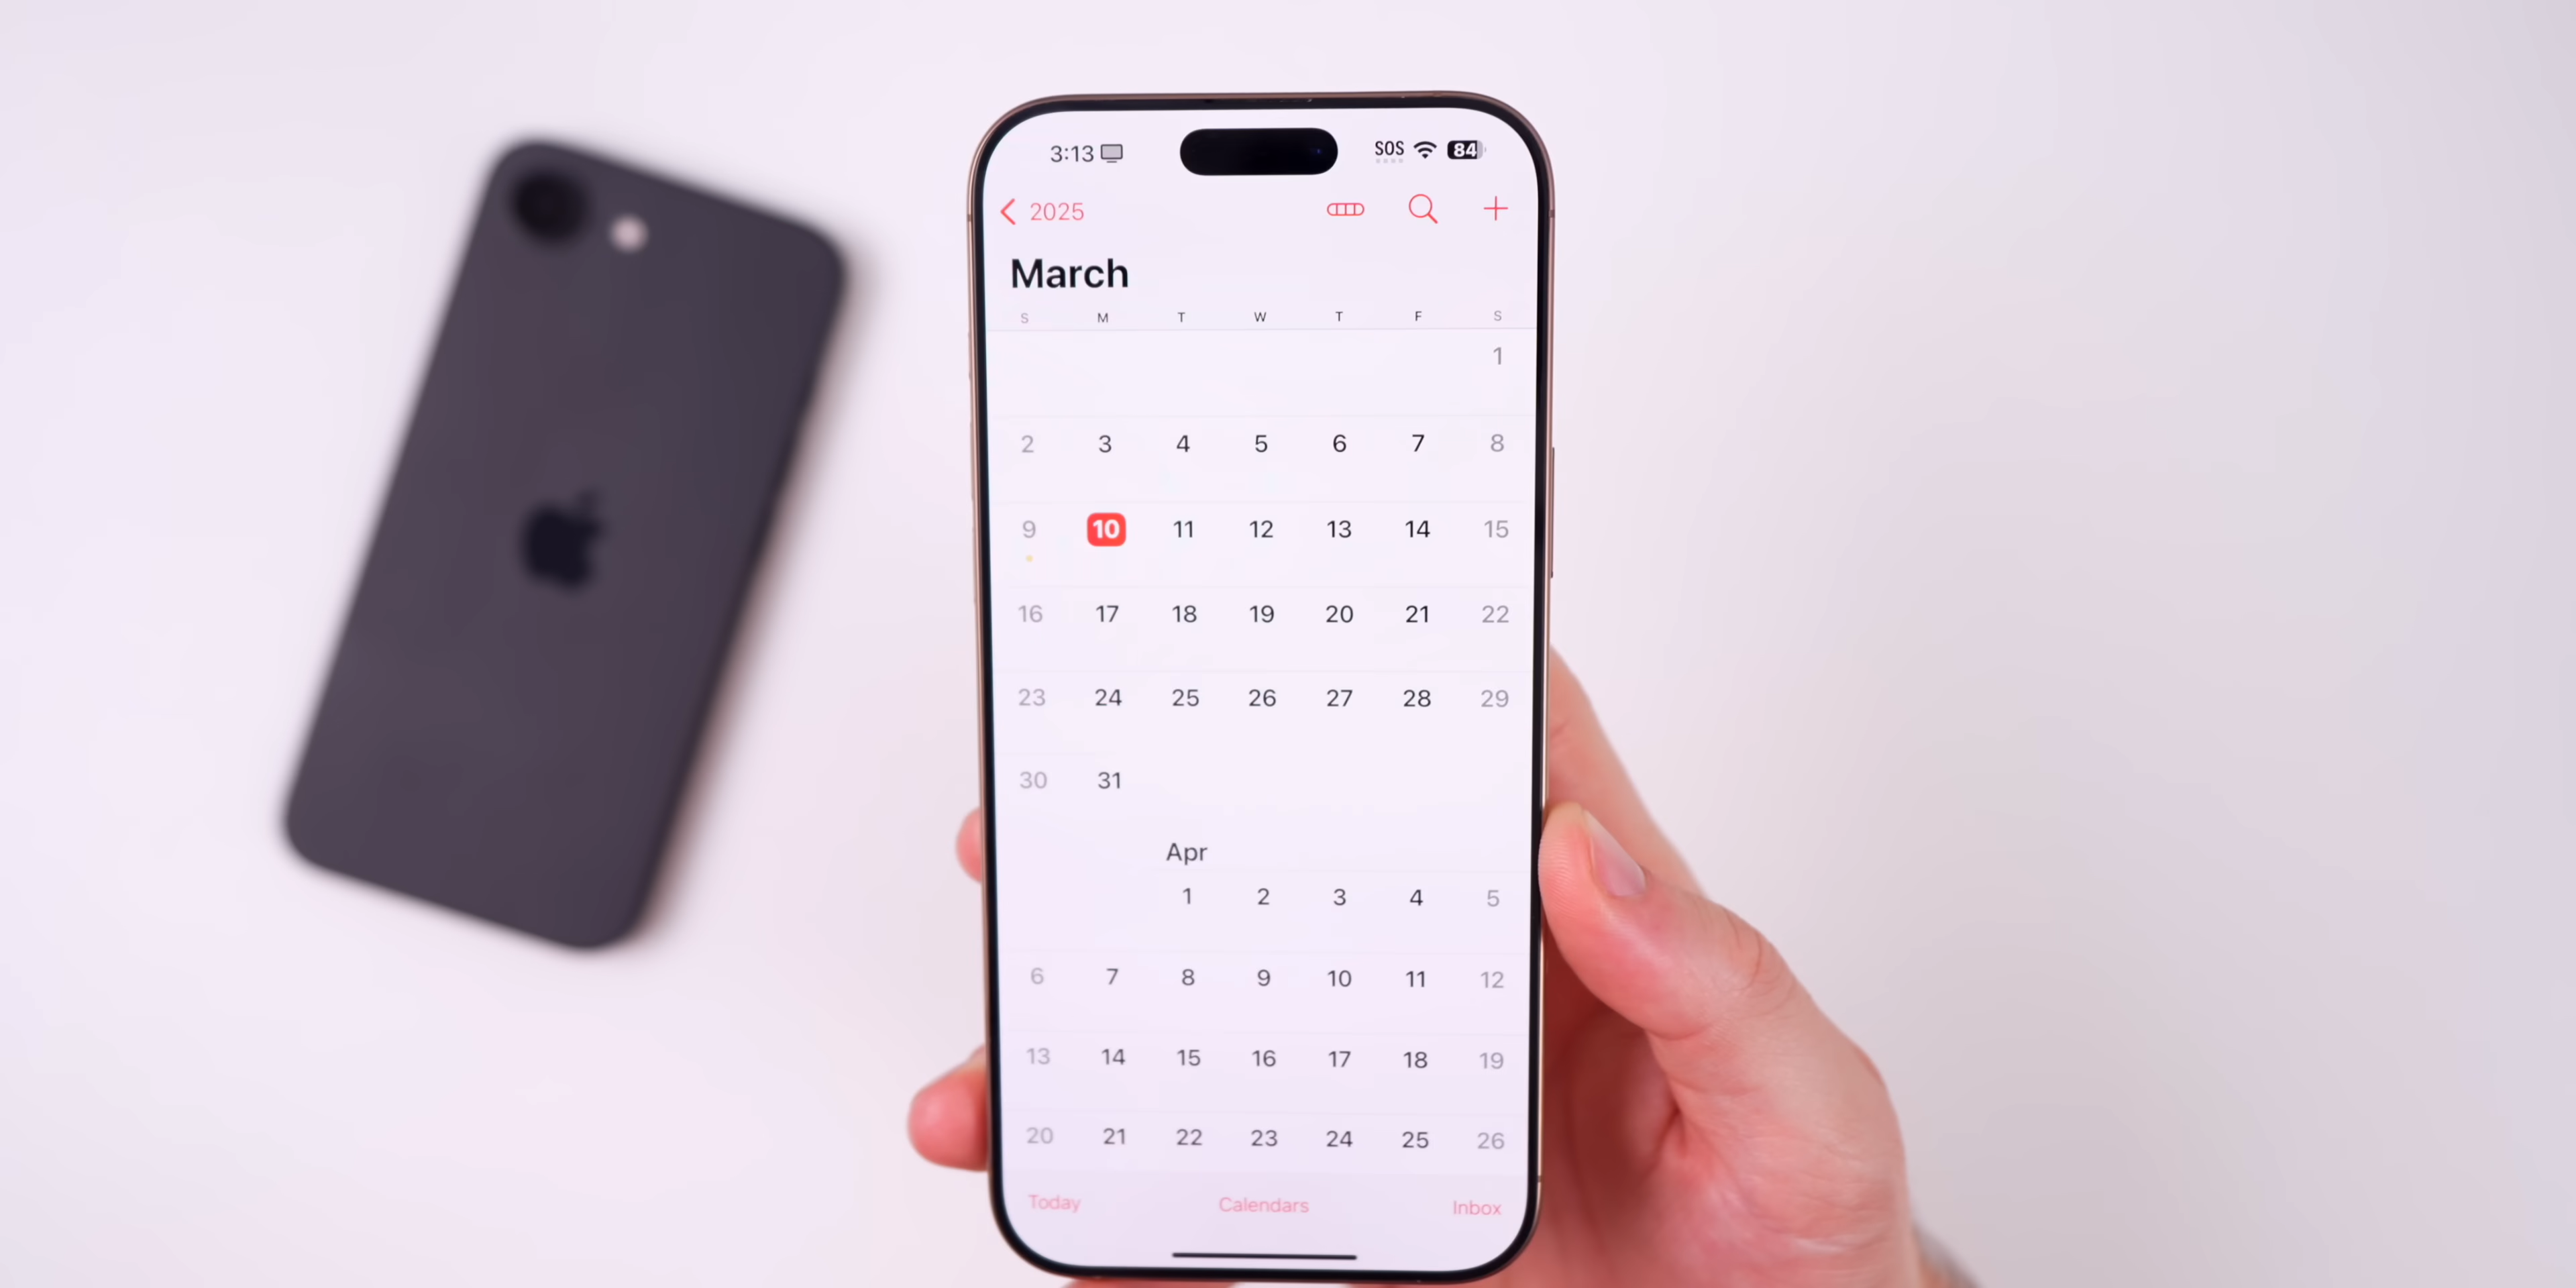 3:13 SOS 84
2025
March
S M T W T F S
1
2 3 4 5 6 7 8
9 10 11 12 13 14 15
16 17 18 19 20 21 22
23 24 25 26 27 28 29
30 31
Apr
1 2 3 4 5
6 7 8 9 10 11 12
13 14 15 16 17 18 19
20 21 22 23 24 25 26
Today Calendars Inbox